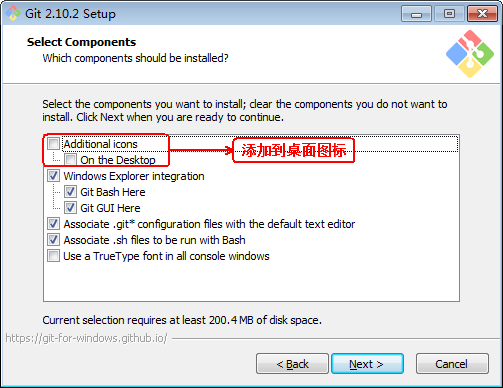 Git 2.10.2 Setup
Select Components
Which components should be installed?
Select the components you want to install; clear the components you do not want to
install. Click Next when you are ready to continue.
Additional icons
On the Desktop
添加到桌面图标
Windows Explorer integration
Git Bash Here
Git GUI Here
Associate .git* configuration files with the default text editor
Associate .sh files to be run with Bash
Use a TrueType font in all console windows
Current selection requires at least 200.4 MB of disk space.
https://git-for-windows.github.io/
< Back
Next >
Cancel